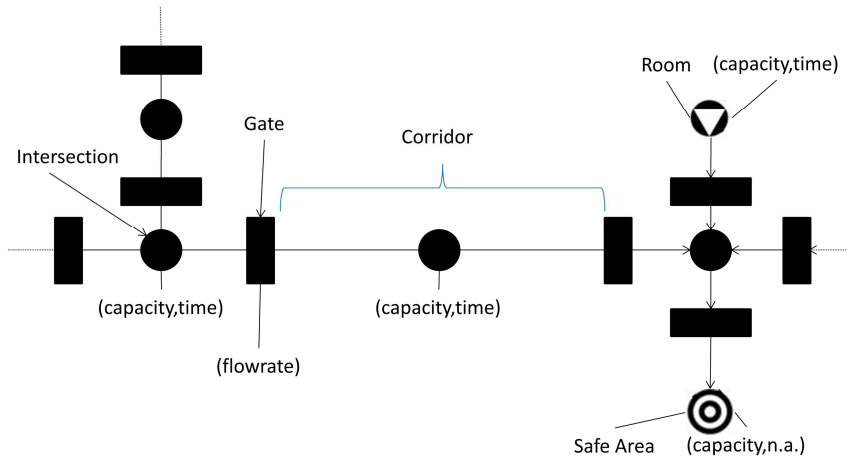 Room
(capacity,time)
Gate
Corridor
Intersection
(capacity,time)
(capacity,time)
(flowrate)
Safe Area
(capacity,n.a.)